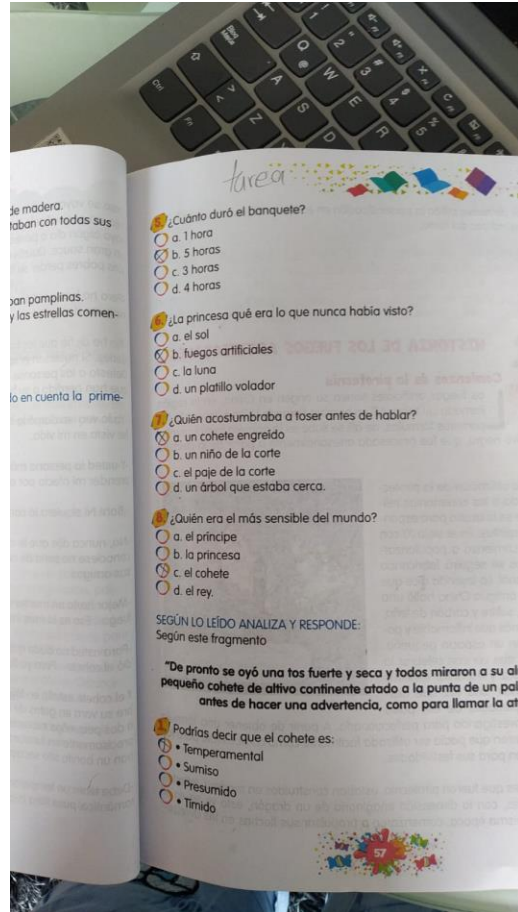 tarea
de madera.
taban con todas sus
pan pamplinas.
y las estrellas comen-
lo en cuenta la prime-
5. ¿Cuánto duró el banquete?
a. 1 hora
b. 5 horas
c. 3 horas
d. 4 horas
6. ¿La princesa qué era lo que nunca había visto?
a. el sol
b. fuegos artificiales
c. la luna
d. un platillo volador
7. ¿Quién acostumbraba a toser antes de hablar?
a. un cohete engreído
b. un niño de la corte
c. el paje de la corte
d. un árbol que estaba cerca.
8. ¿Quién era el más sensible del mundo?
a. el príncipe
b. la princesa
c. el cohete
d. el rey.
SEGÚN LO LEÍDO ANALIZA Y RESPONDE:
Según este fragmento
"De pronto se oyó una tos fuerte y seca y todos miraron a su al
pequeño cohete de altivo continente atado a la punta de un pal
antes de hacer una advertencia, como para llamar la at
1. Podrías decir que el cohete es:
• Temperamental
• Sumiso
• Presumido
• Tímido
57